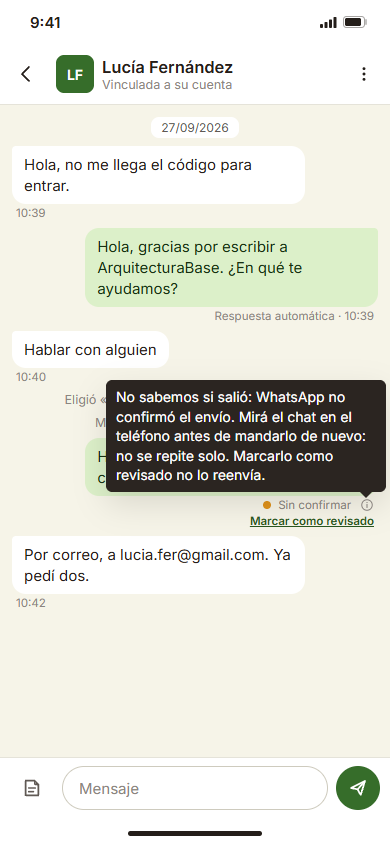 9:41
LF
Lucía Fernández
Vinculada a su cuenta
27/09/2026
Hola, no me llega el código para
entrar.
10:39
Hola, gracias por escribir a
ArquitecturaBase. ¿En qué te
ayudamos?
Respuesta automática · 10:39
Hablar con alguien
10:40
Eligió «
No sabemos si salió: WhatsApp no
confirmó el envío. Mirá el chat en el
teléfono antes de mandarlo de nuevo:
no se repite solo. Marcarlo como
revisado no lo reenvía.
Sin confirmar
Marcar como revisado
Por correo, a lucia.fer@gmail.com. Ya
pedí dos.
10:42
Mensaje